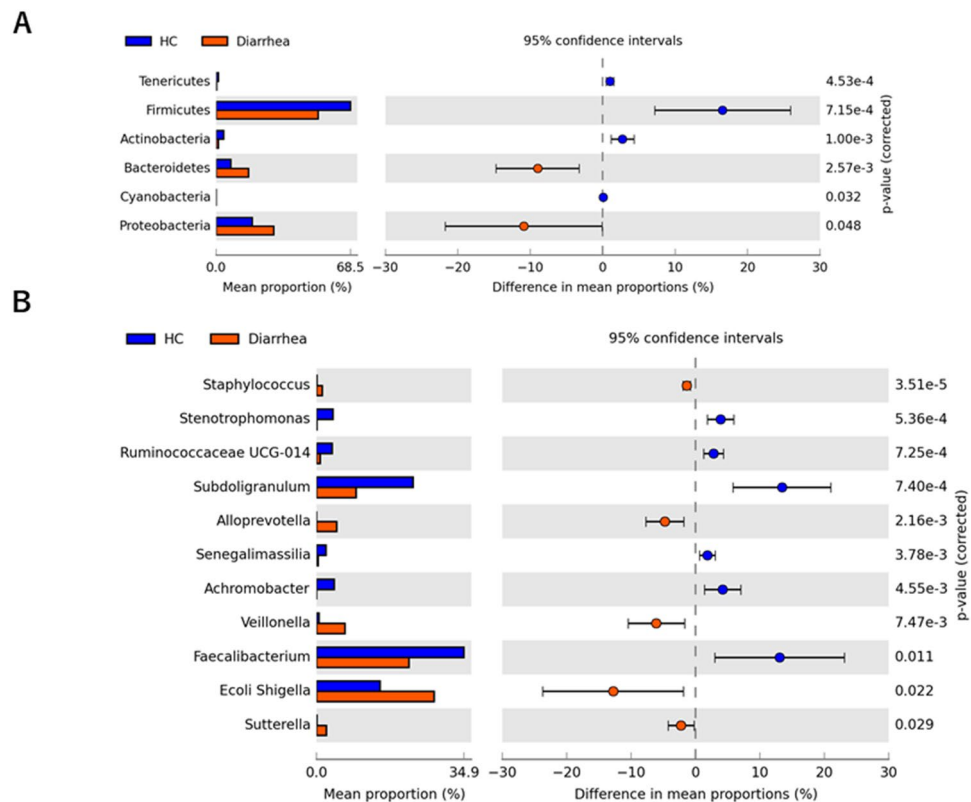 A
HC Diarrhea
95% confidence intervals
Tenericutes 4.53e-4
Firmicutes 7.15e-4
Actinobacteria 1.00e-3
Bacteroidetes 2.57e-3
Cyanobacteria 0.032
Proteobacteria 0.048
p-value (corrected)
0.0 68.5 −30 −20 −10 0 10 20 30
Mean proportion (%) Difference in mean proportions (%)
B
HC Diarrhea
95% confidence intervals
Staphylococcus 3.51e-5
Stenotrophomonas 5.36e-4
Ruminococcaceae UCG-014 7.25e-4
Subdoligranulum 7.40e-4
Alloprevotella 2.16e-3
Senegalimassilia 3.78e-3
Achromobacter 4.55e-3
Veillonella 7.47e-3
Faecalibacterium 0.011
Ecoli Shigella 0.022
Sutterella 0.029
p-value (corrected)
0.0 34.9 −30 −20 −10 0 10 20 30
Mean proportion (%) Difference in mean proportions (%)